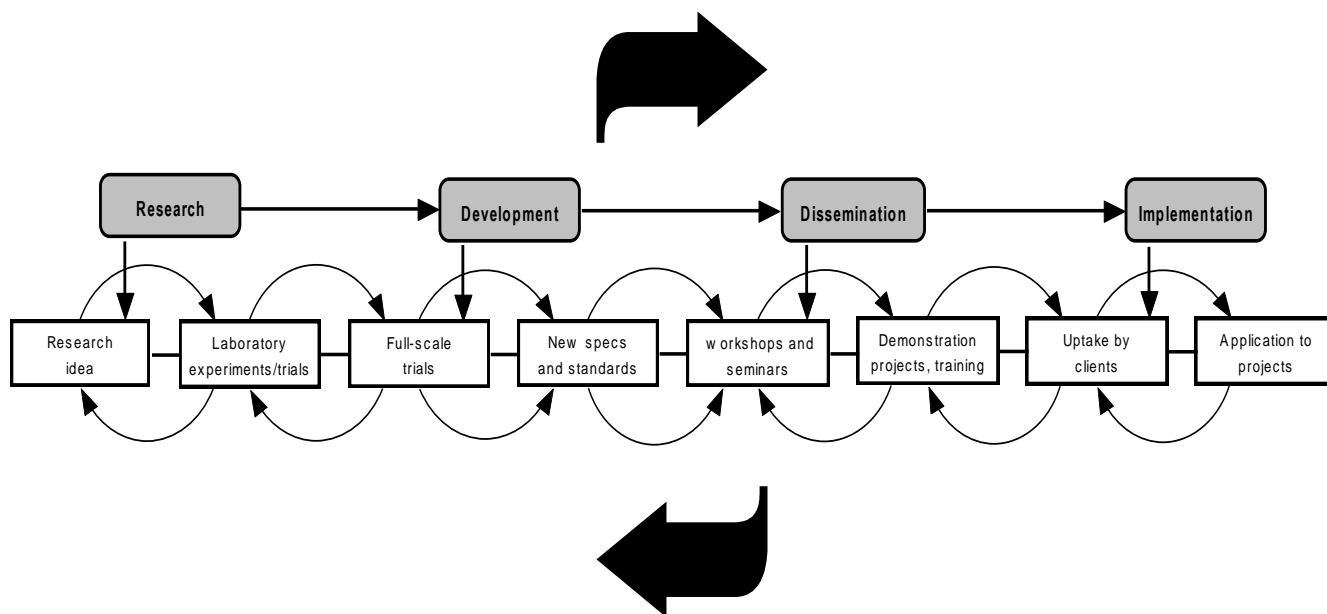 Research
Development
Dissemination
Implementation
Research
idea
Laboratory
experiments/trials
Full-scale
trials
New specs
and standards
workshops and
seminars
Demonstration
projects, training
Uptake by
clients
Application to
projects